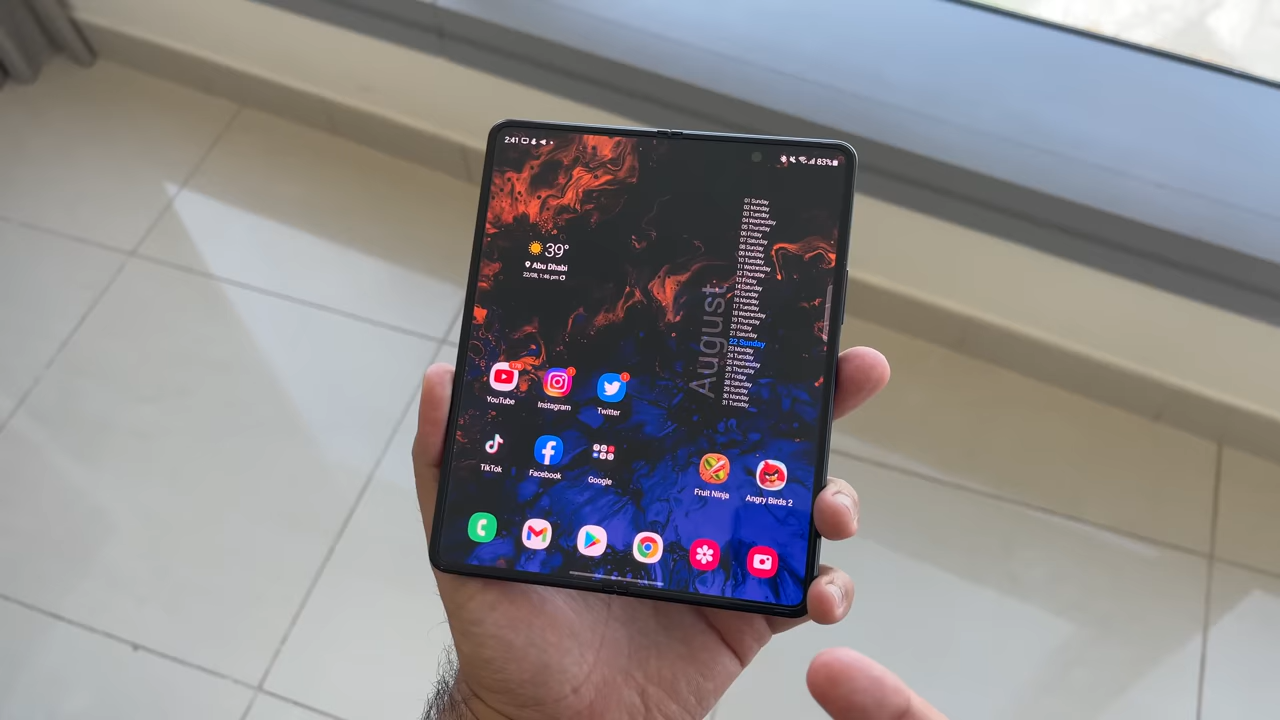 2:41
83%
39°
Abu Dhabi
22/08, 1:46 pm
August
01 Sunday
02 Monday
03 Tuesday
04 Wednesday
05 Thursday
06 Friday
07 Saturday
08 Sunday
09 Monday
10 Tuesday
11 Wednesday
12 Thursday
13 Friday
14 Saturday
15 Sunday
16 Monday
17 Tuesday
18 Wednesday
19 Thursday
20 Friday
21 Saturday
22 Sunday
23 Monday
24 Tuesday
25 Wednesday
26 Thursday
27 Friday
28 Saturday
29 Sunday
30 Monday
31 Tuesday
YouTube
Instagram
Twitter
TikTok
Facebook
Google
Fruit Ninja
Angry Birds 2